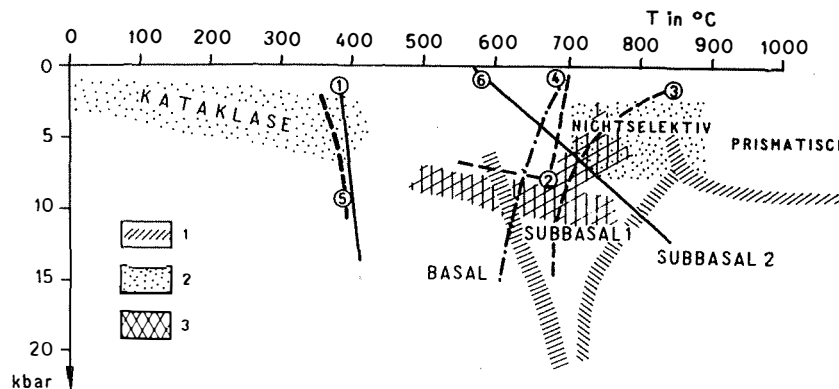 T in °C
0 100 200 300 400 600 700 800 900 1000
0
5
10
15
20
kbar
KATAKLASE
NICHTSELEKTIV
PRISMATISCH
SUBBASAL 1
SUBBASAL 2
BASAL
1
2
3
4
5
6
1
2
3